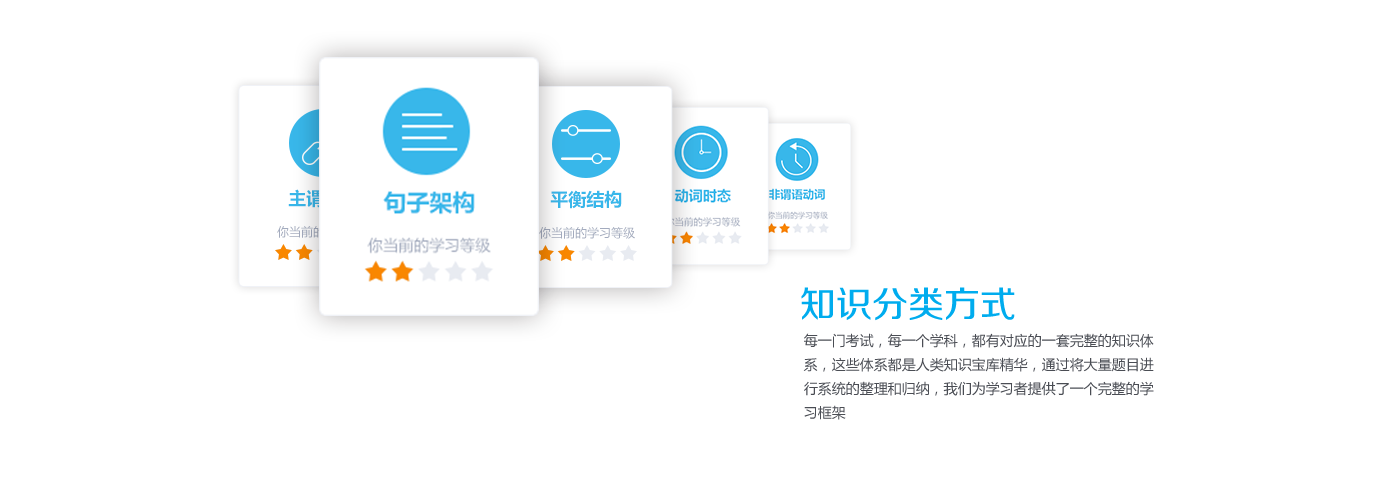 主谓
你当前的
句子架构
你当前的学习等级
平衡结构
你当前的学习等级
动词时态
你当前的学习等级
非谓语动词
你当前的学习等级
知识分类方式
每一门考试，每一个学科，都有对应的一套完整的知识体
系，这些体系都是人类知识宝库精华，通过将大量题目进
行系统的整理和归纳，我们为学习者提供了一个完整的学
习框架